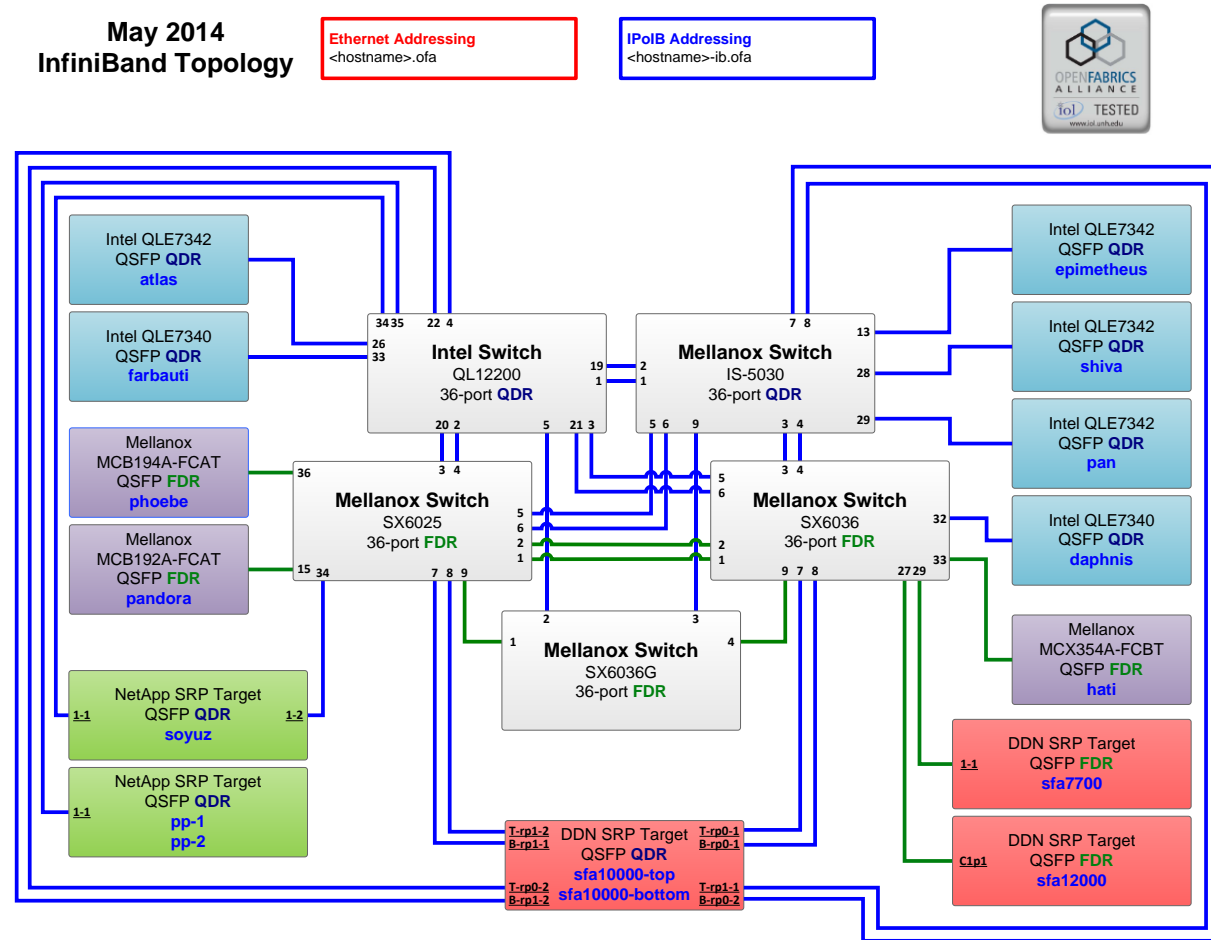 May 2014
InfiniBand Topology
Ethernet Addressing
<hostname>.ofa
IPoIB Addressing
<hostname>-ib.ofa
OPENFABRICS
ALLIANCE
iol TESTED
www.iol.unh.edu
Intel QLE7342
QSFP QDR
atlas
Intel QLE7340
QSFP QDR
farbauti
Mellanox
MCB194A-FCAT
QSFP FDR
phoebe
Mellanox
MCB192A-FCAT
QSFP FDR
pandora
NetApp SRP Target
1-1 QSFP QDR 1-2
soyuz
NetApp SRP Target
1-1 QSFP QDR
pp-1
pp-2
34 35 22 4
26
33
Intel Switch
QL12200
36-port QDR
19
1
20 2 5 21 3
7 8
13
28
29
Mellanox Switch
IS-5030
36-port QDR
2
1
5 6 9 3 4
3 4
36
Mellanox Switch
SX6025
36-port FDR
5
6
2
1
15 34 7 8 9
3 4
5
6
Mellanox Switch
SX6036
36-port FDR
2
1
32
33
9 7 8 27 29
2 3
1 4
Mellanox Switch
SX6036G
36-port FDR
T-rp1-2 DDN SRP Target T-rp0-1
B-rp1-1 QSFP QDR B-rp0-1
sfa10000-top
T-rp0-2 sfa10000-bottom T-rp1-1
B-rp1-2 B-rp0-2
Intel QLE7342
QSFP QDR
epimetheus
Intel QLE7342
QSFP QDR
shiva
Intel QLE7342
QSFP QDR
pan
Intel QLE7340
QSFP QDR
daphnis
Mellanox
MCX354A-FCBT
QSFP FDR
hati
DDN SRP Target
1-1 QSFP FDR
sfa7700
DDN SRP Target
C1p1 QSFP FDR
sfa12000